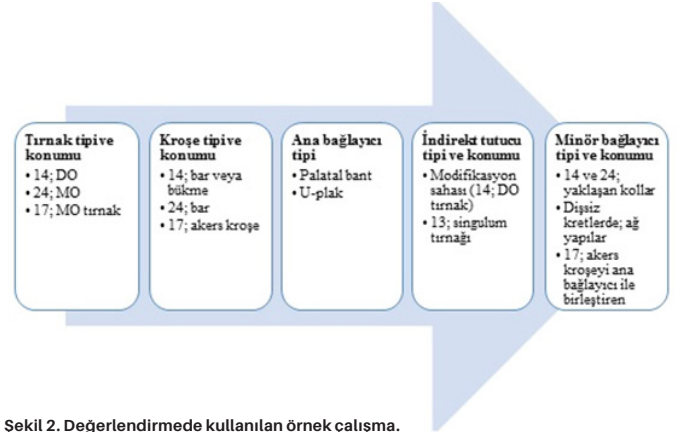 Tırnak tipi ve
konumu
• 14; DO
• 24; MO
• 17; MO tırnak
Kroşe tipi ve
konumu
• 14; bar veya
bükme
• 24; bar
• 17; akers kroşe
Ana bağlayıcı
tipi
• Palatal bant
• U-plak
İndirekt tutucu
tipi ve konumu
• Modifikasyon
sahası (14; DO
tırnak)
• 13; singulum
tırnağı
Minör bağlayıcı
tipi ve konumu
• 14 ve 24;
yaklaşan kollar
• Dişsiz
kretlerde; ağ
yapılar
• 17; akers
kroşeyi ana
bağlayıcı ile
birleştiren
Şekil 2. Değerlendirmede kullanılan örnek çalışma.